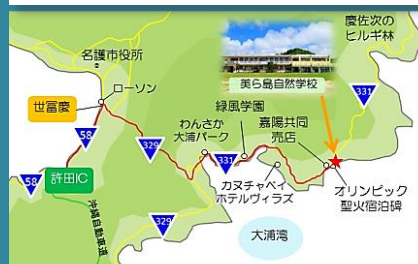 慶佐次の
ヒルギ林
名護市役所
331
美ら島自然学校
ローソン
世冨慶
緑風学園
わんさか
大浦パーク
嘉陽共同
売店
58
329
331
58
許田IC
カヌチャベイ
ホテルヴィラズ
オリンピック
聖火宿泊碑
沖縄自動車道
329
大浦湾